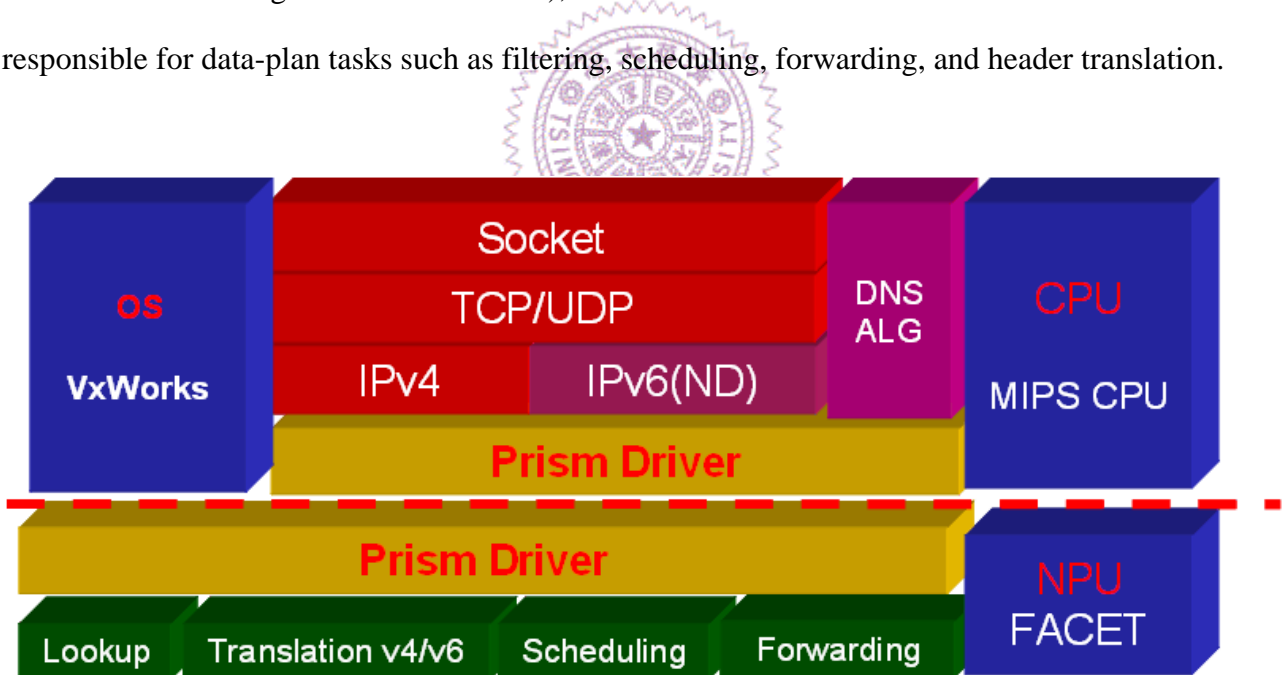 responsible for data-plan tasks such as filtering, scheduling, forwarding, and header translation.
Socket
OS
TCP/UDP
DNS
ALG
CPU
VxWorks
IPv4
IPv6(ND)
MIPS CPU
Prism Driver
Prism Driver
NPU
FACET
Lookup
Translation v4/v6
Scheduling
Forwarding